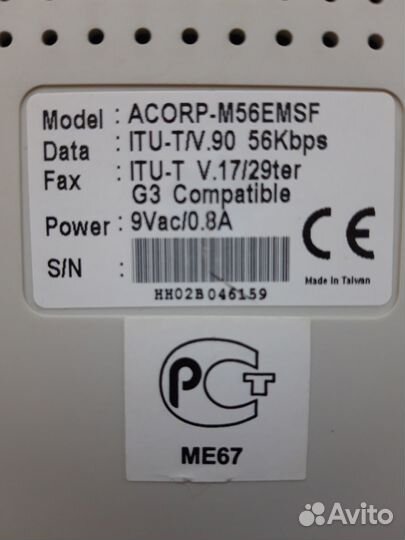 Model : ACORP-M56EMSF
Data : ITU-T/V.90 56Kbps
Fax : ITU-T V.17/29ter
G3 Compatible
Power : 9Vac/0.8A
CE
S/N :
Made In Taiwan
HH02B046159
РСТ
ME67
Avito